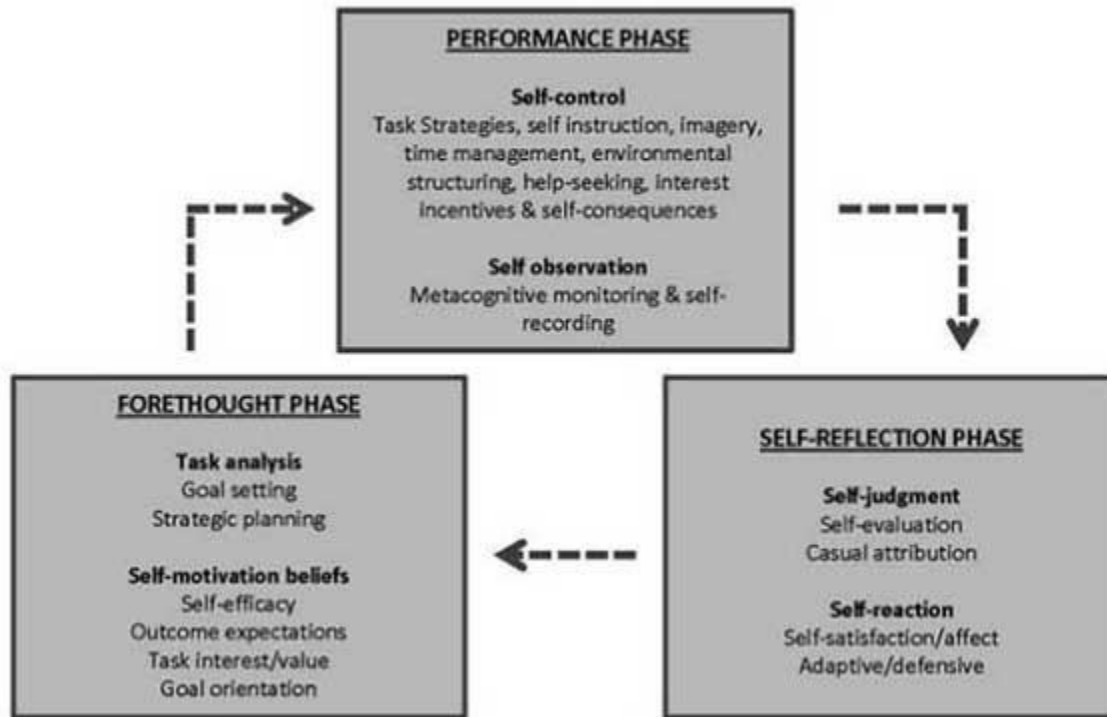 PERFORMANCE PHASE
Self-control
Task Strategies, self instruction, imagery,
time management, environmental
structuring, help-seeking, interest
incentives & self-consequences
Self observation
Metacognitive monitoring & self-
recording
FORETHOUGHT PHASE
Task analysis
Goal setting
Strategic planning
Self-motivation beliefs
Self-efficacy
Outcome expectations
Task interest/value
Goal orientation
SELF-REFLECTION PHASE
Self-judgment
Self-evaluation
Casual attribution
Self-reaction
Self-satisfaction/affect
Adaptive/defensive